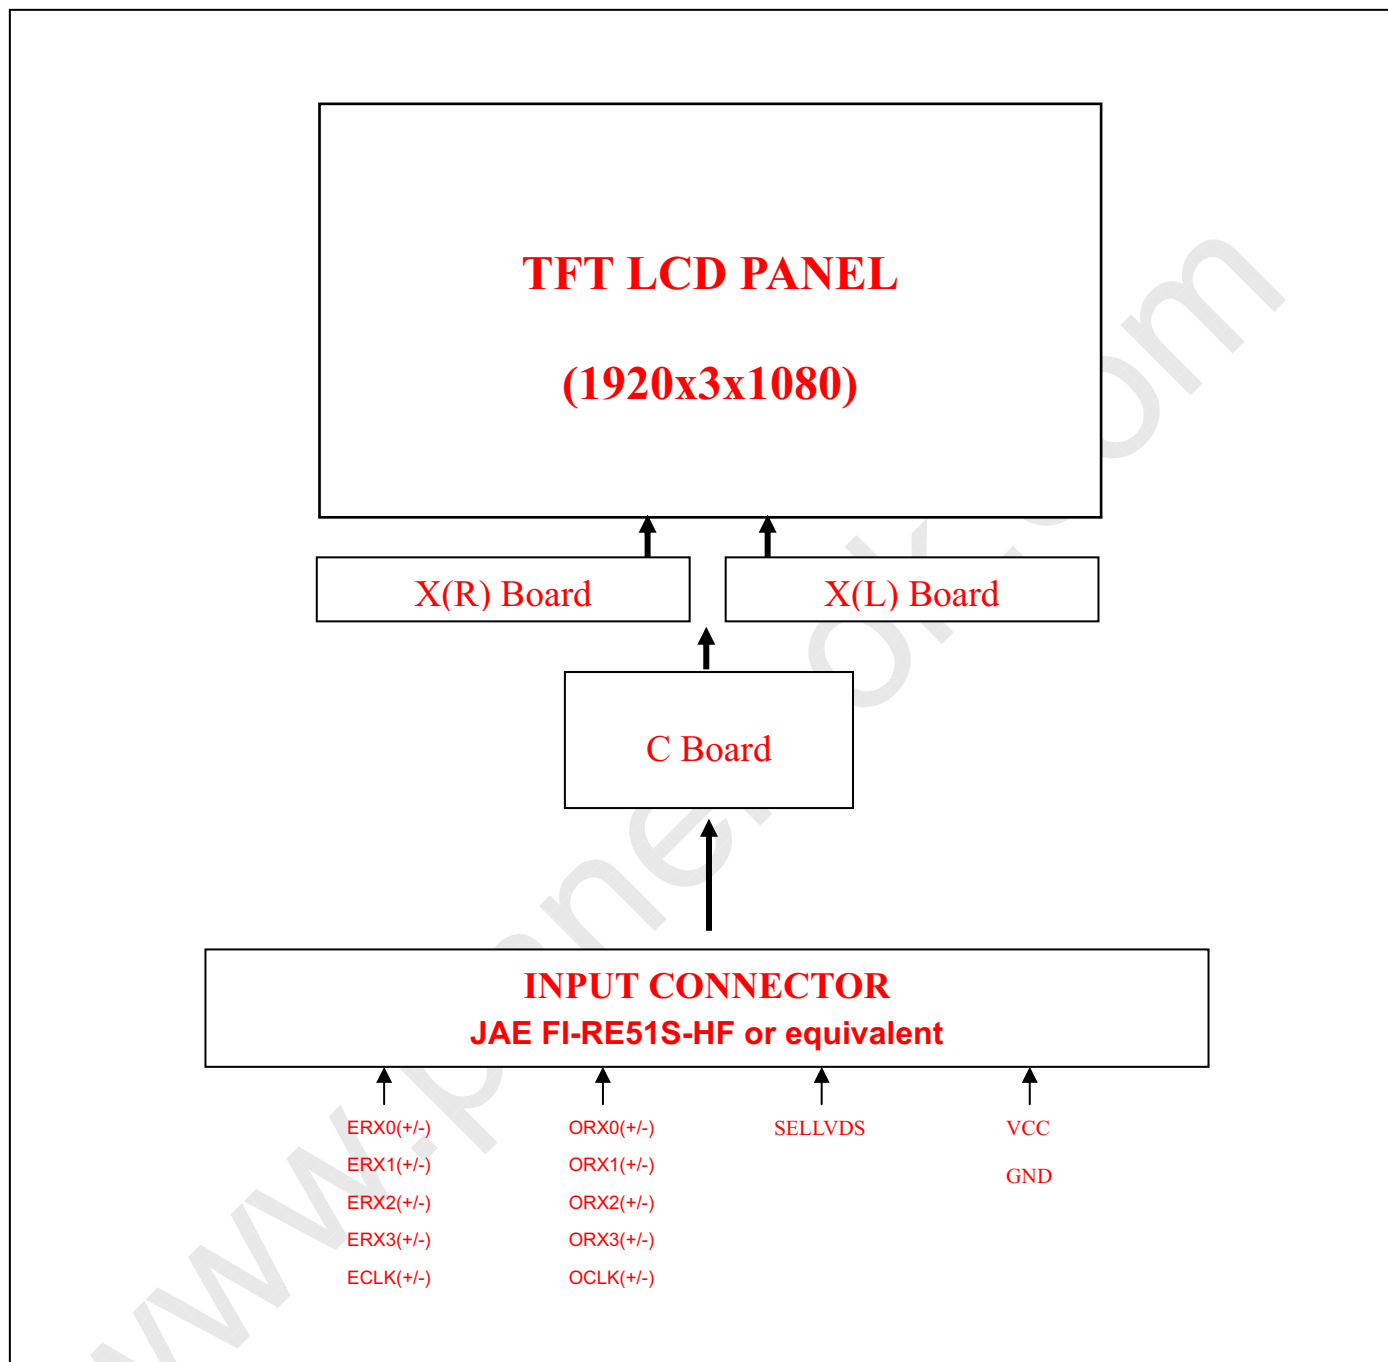 TFT LCD PANEL
(1920x3x1080)
X(R) Board
X(L) Board
C Board
INPUT CONNECTOR
JAE FI-RE51S-HF or equivalent
ERX0(+/-)
ERX1(+/-)
ERX2(+/-)
ERX3(+/-)
ECLK(+/-)
ORX0(+/-)
ORX1(+/-)
ORX2(+/-)
ORX3(+/-)
OCLK(+/-)
SELLVDS
VCC
GND